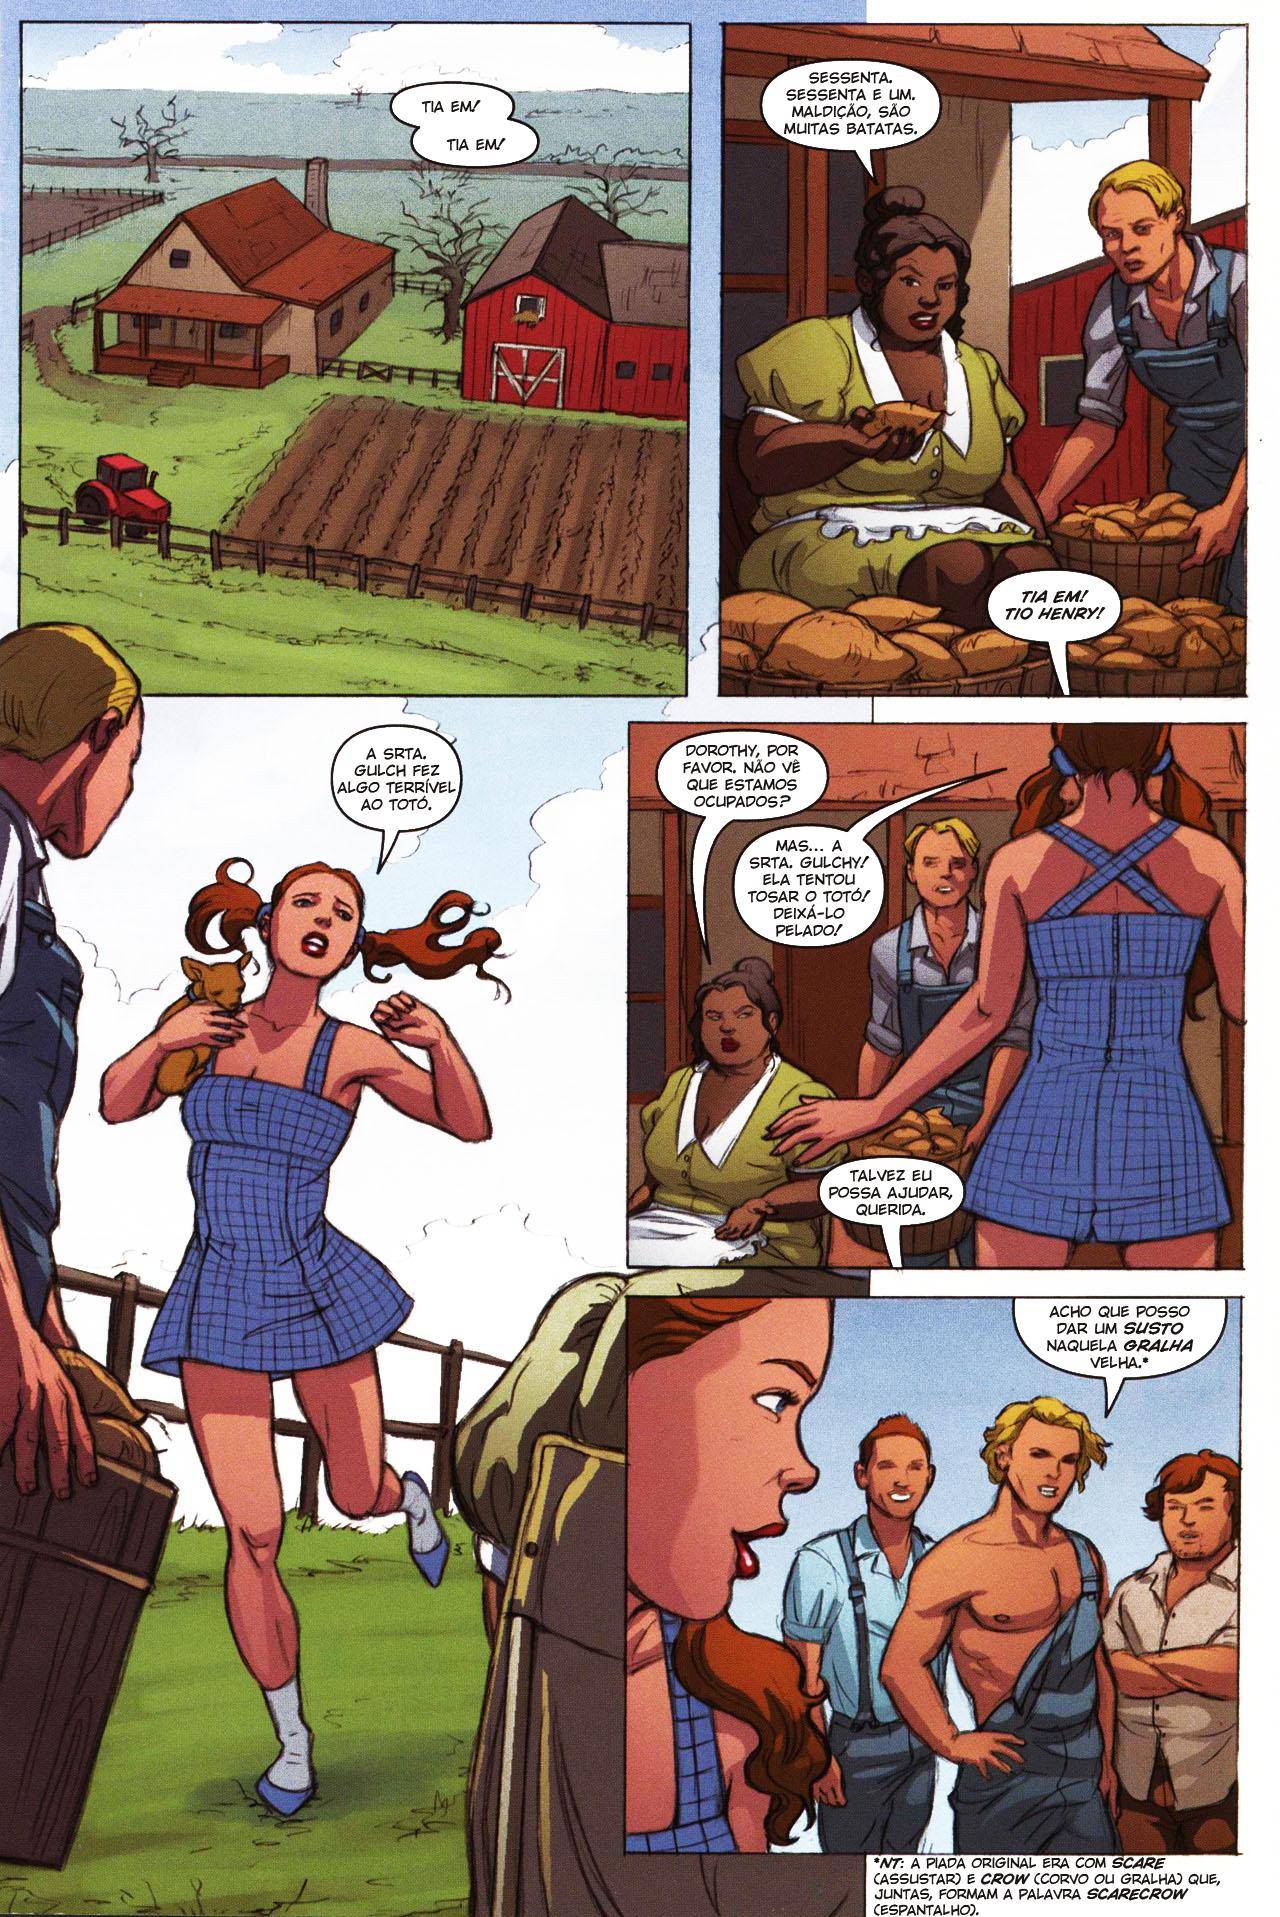 TIA EM!
TIA EM!
SESSENTA.
SESSENTA E UM.
MALDIÇÃO, SÃO
MUITAS BATATAS.
TIA EM!
TIO HENRY!
A SRTA.
GULCH FEZ
ALGO TERRÍVEL
AO TOTÓ.
DOROTHY, POR
FAVOR. NÃO VÊ
QUE ESTAMOS
OCUPADOS?
MAS... A
SRTA. GULCHY!
ELA TENTOU
TOSAR O TOTÓ!
DEIXÁ-LO
PELADO!
TALVEZ EU
POSSA AJUDAR,
QUERIDA.
ACHO QUE POSSO
DAR UM SUSTO
NAQUELA GRALHA
VELHA.*
*NT: A PIADA ORIGINAL ERA COM SCARE
(ASSUSTAR) E CROW (CORVO OU GRALHA) QUE,
JUNTAS, FORMAM A PALAVRA SCARECROW
(ESPANTALHO).